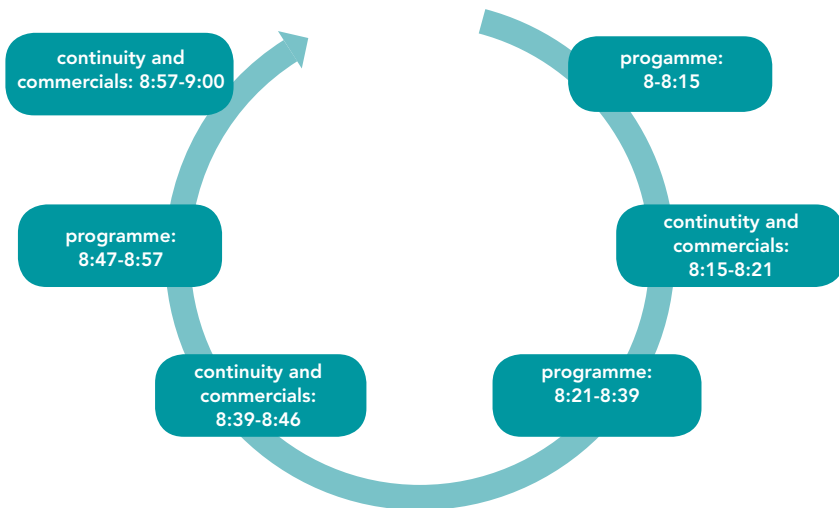 progamme:
8-8:15
continutity and
commercials:
8:15-8:21
programme:
8:21-8:39
continuity and
commercials:
8:39-8:46
programme:
8:47-8:57
continuity and
commercials: 8:57-9:00